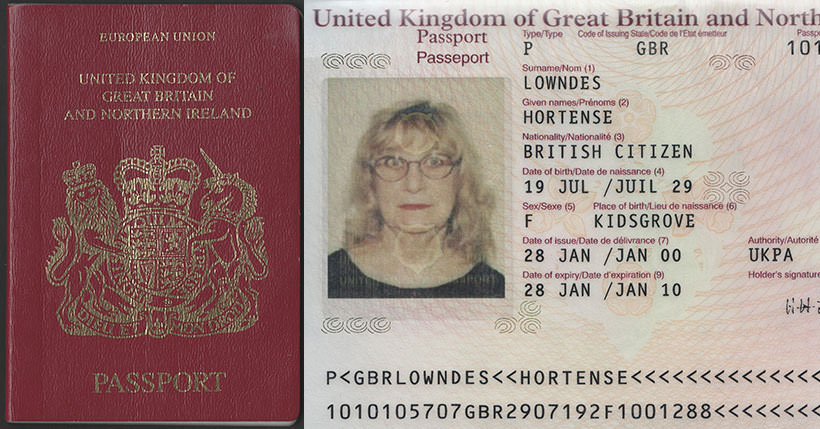 EUROPEAN UNION
UNITED KINGDOM OF
GREAT BRITAIN
AND NORTHERN IRELAND
PASSPORT
United Kingdom of Great Britain and North
Passport
Passeport
Type/Type
Code of Issuing State/Code de l'Etat émetteur
Passp
P
GBR
101
Surname/Nom (1)
LOWNDES
Given names/Prénoms (2)
HORTENSE
Nationality/Nationalité (3)
BRITISH CITIZEN
Date of birth/Date de naissance (4)
19 JUL /JUIL 29
Sex/Sexe (5) Place of birth/Lieu de naissance (6)
F KIDSGROVE
Date of issue/Date de délivrance (7)
Authority/Autorité
28 JAN /JAN 00
UKPA
Date of expiry/Date d'expiration (9)
Holder's signature
28 JAN /JAN 10
P<GBRLOWNDES<<HORTENSE<<<<<<<<<<<<<<
1010105707GBR2907192F1001288<<<<<<<